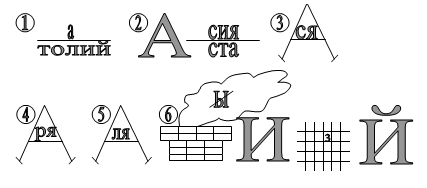 1 а
толий
2 А сия
ста
3 А ся
4 А ря
5 А ля
6 ы И з Й